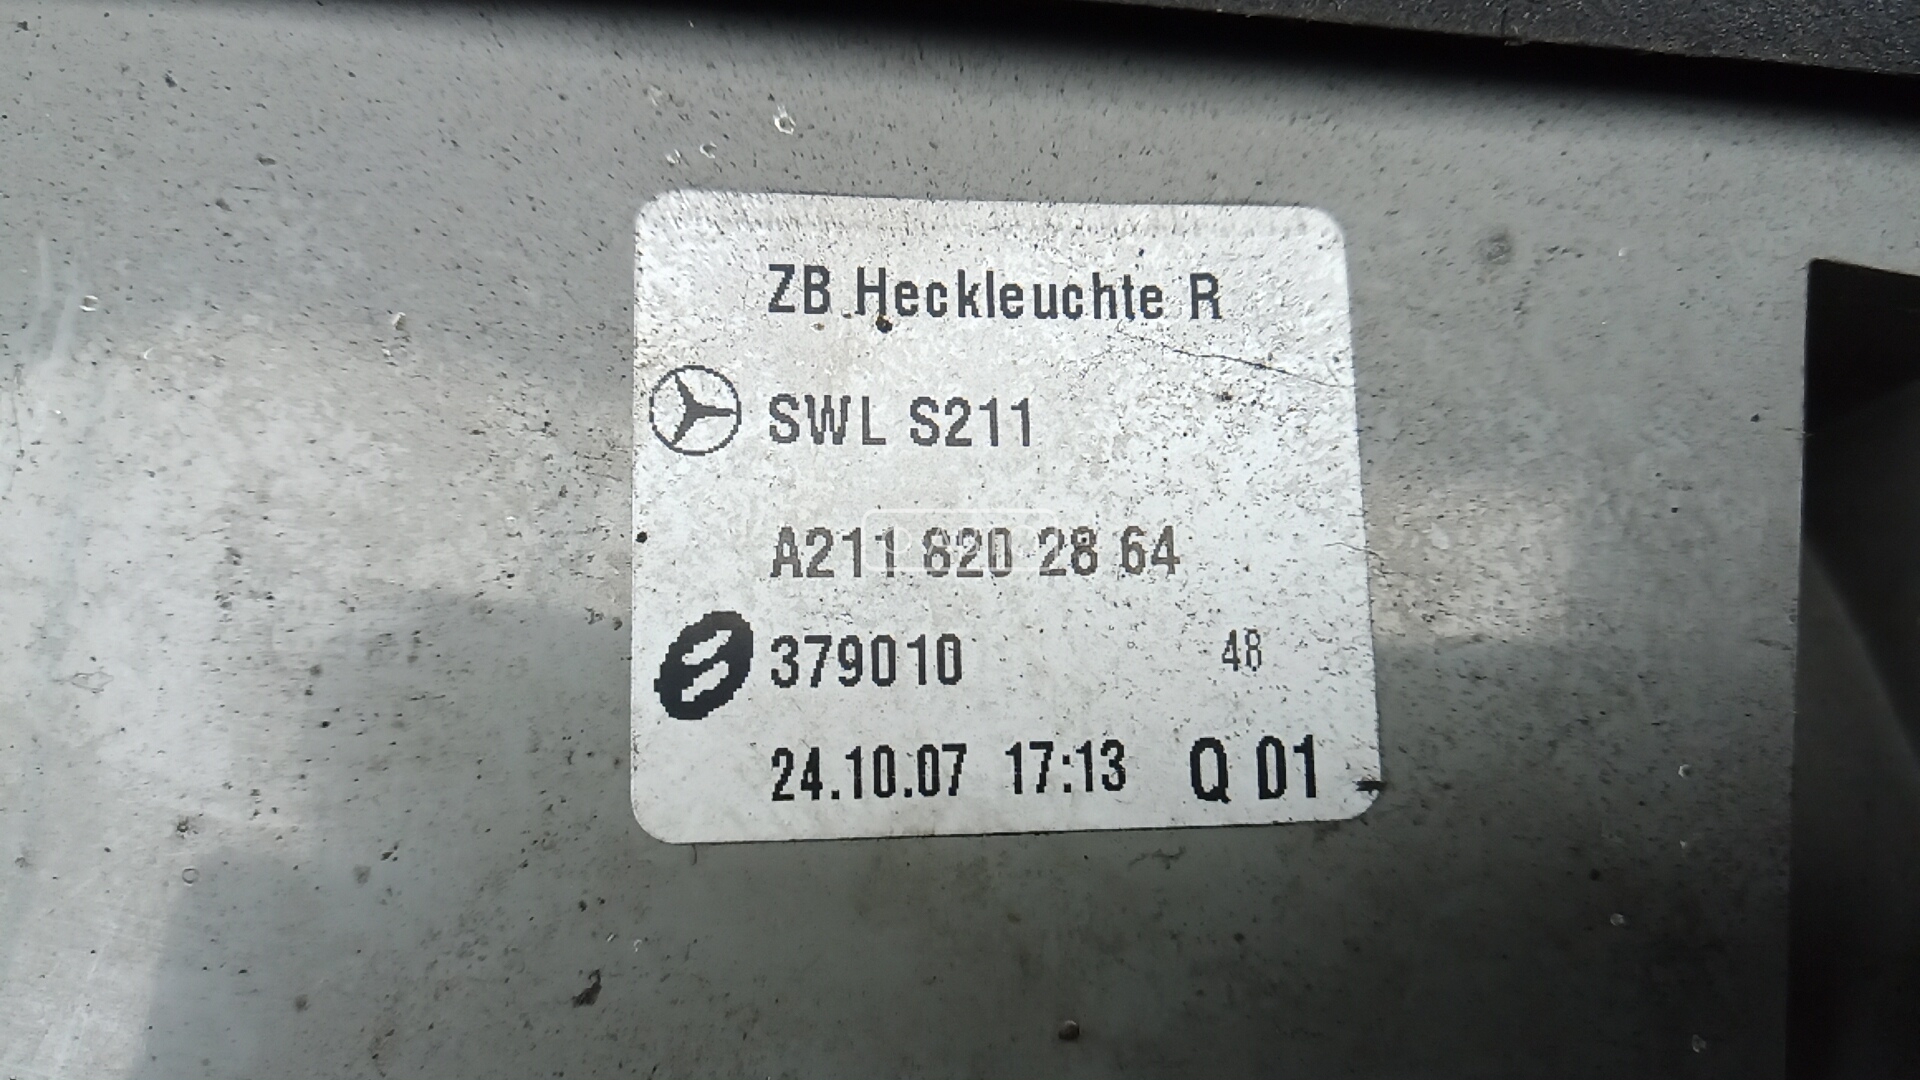 ZB Heckleuchte R
SWL S211
A211 820 28 64
379010 48
24.10.07 17:13 Q 01